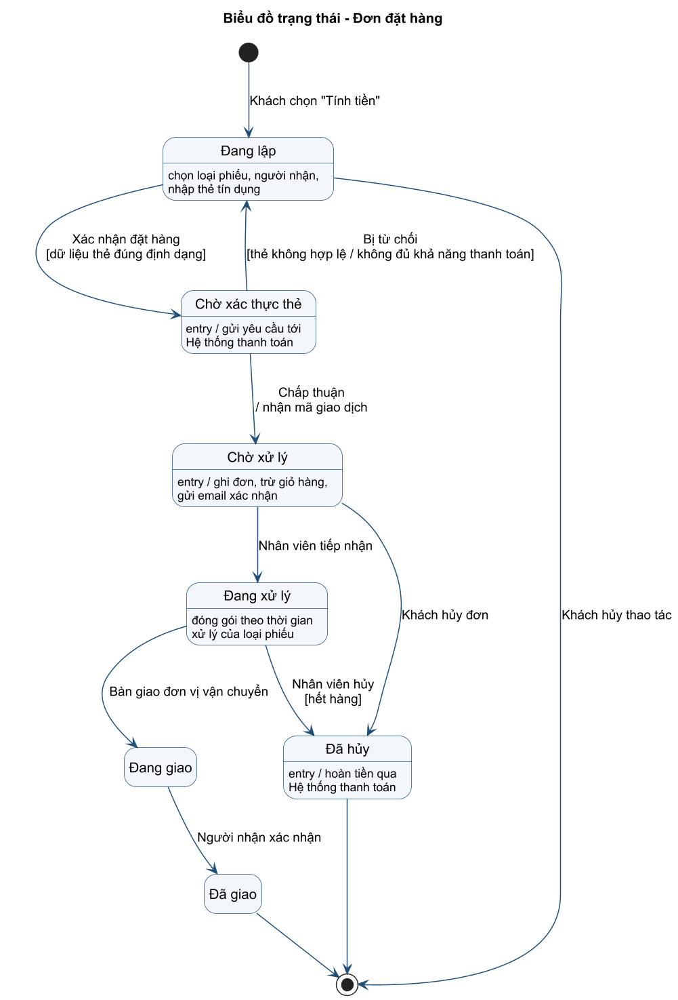 Biểu đồ trạng thái - Đơn đặt hàng
Khách chọn "Tính tiền"
Đang lập
chọn loại phiếu, người nhận,
nhập thẻ tín dụng
Xác nhận đặt hàng
[dữ liệu thẻ đúng định dạng]
Bị từ chối
[thẻ không hợp lệ / không đủ khả năng thanh toán]
Chờ xác thực thẻ
entry / gửi yêu cầu tới
Hệ thống thanh toán
Chấp thuận
/ nhận mã giao dịch
Chờ xử lý
entry / ghi đơn, trừ giỏ hàng,
gửi email xác nhận
Nhân viên tiếp nhận
Đang xử lý
đóng gói theo thời gian
xử lý của loại phiếu
Khách hủy đơn
Khách hủy thao tác
Bàn giao đơn vị vận chuyển
Nhân viên hủy
[hết hàng]
Đang giao
Đã hủy
entry / hoàn tiền qua
Hệ thống thanh toán
Người nhận xác nhận
Đã giao